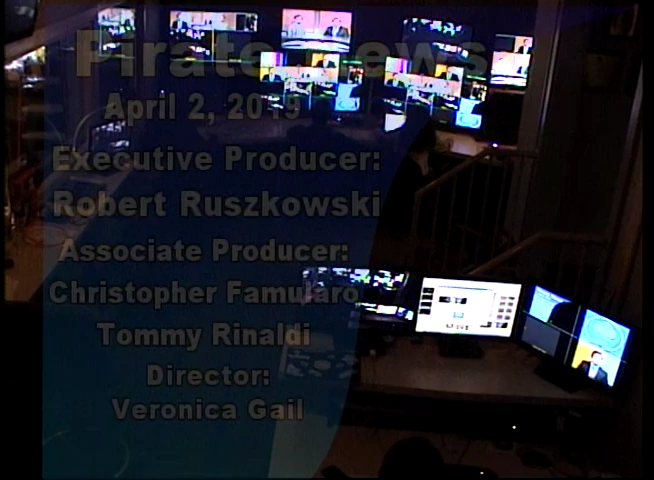 Pirate News
April 2, 2019
Executive Producer:
Robert Ruszkowski
Associate Producer:
Christopher Famularo
Tommy Rinaldi
Director:
Veronica Gail